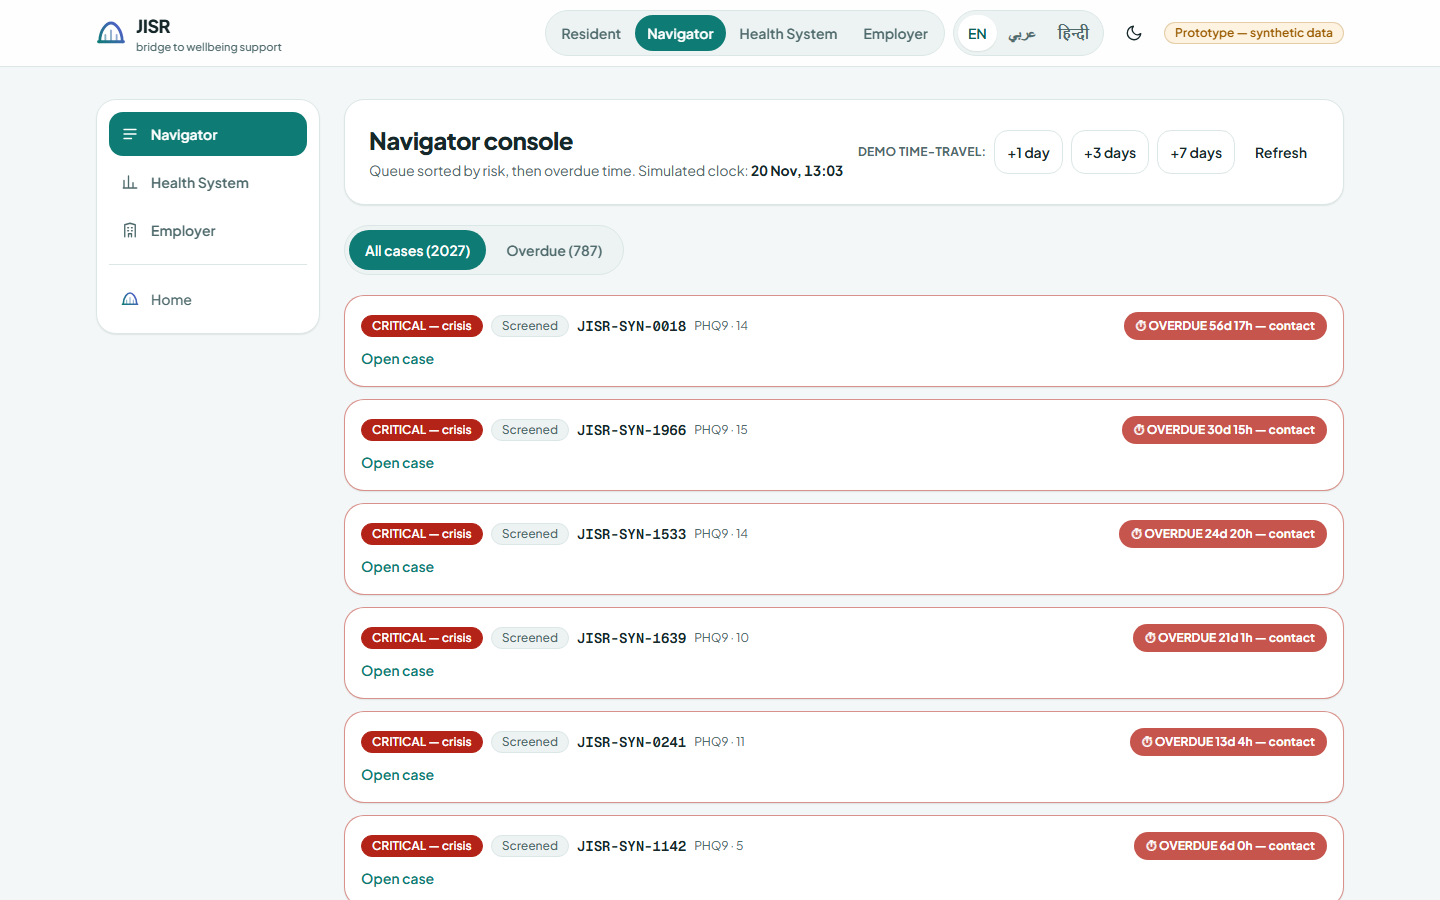 JISR
bridge to wellbeing support
Resident Navigator Health System Employer
EN عربي हिन्दी
Prototype — synthetic data
Navigator
Health System
Employer
Home
Navigator console
Queue sorted by risk, then overdue time. Simulated clock: 20 Nov, 13:03
DEMO TIME-TRAVEL: +1 day +3 days +7 days Refresh
All cases (2027) Overdue (787)
CRITICAL — crisis Screened JISR-SYN-0018 PHQ9 · 14 ⏱ OVERDUE 56d 17h — contact
Open case
CRITICAL — crisis Screened JISR-SYN-1966 PHQ9 · 15 ⏱ OVERDUE 30d 15h — contact
Open case
CRITICAL — crisis Screened JISR-SYN-1533 PHQ9 · 14 ⏱ OVERDUE 24d 20h — contact
Open case
CRITICAL — crisis Screened JISR-SYN-1639 PHQ9 · 10 ⏱ OVERDUE 21d 1h — contact
Open case
CRITICAL — crisis Screened JISR-SYN-0241 PHQ9 · 11 ⏱ OVERDUE 13d 4h — contact
Open case
CRITICAL — crisis Screened JISR-SYN-1142 PHQ9 · 5 ⏱ OVERDUE 6d 0h — contact
Open case